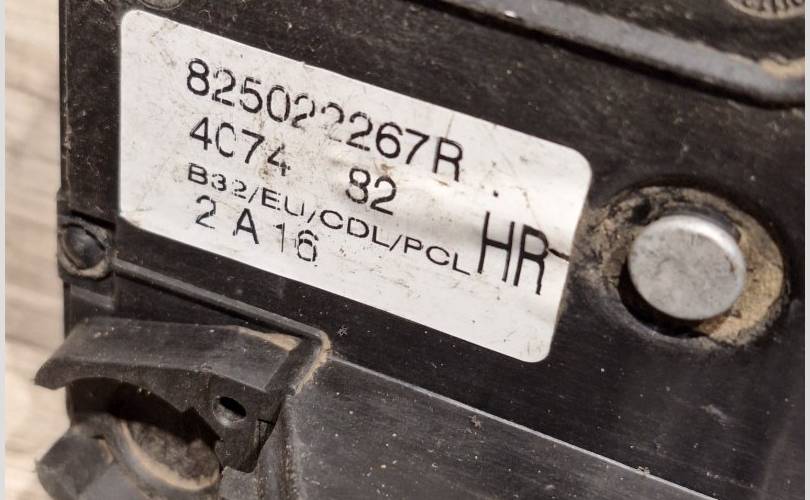 825022267R
4074 82
B32/EU/CDL/PCL HR
2 A 16